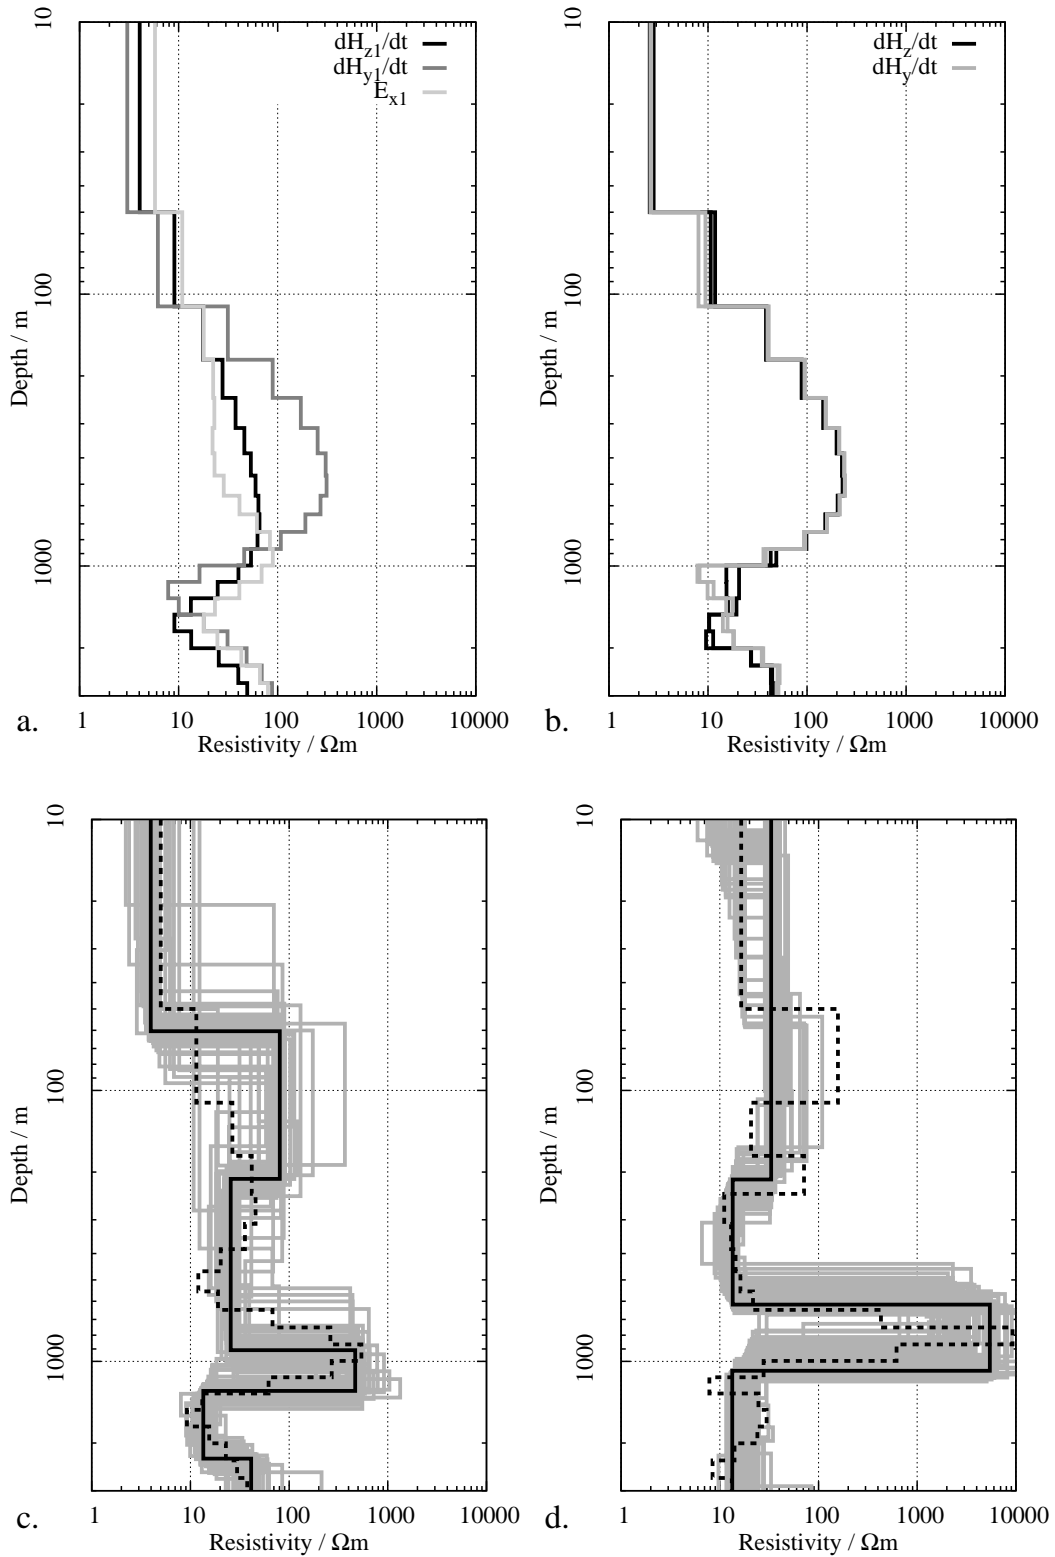 10
100
1000
Depth / m
dH_z1/dt
dH_y1/dt
E_x1
1 10 100 1000 10000
Resistivity / Ωm
a.
10
100
1000
Depth / m
dH_z/dt
dH_y/dt
1 10 100 1000 10000
Resistivity / Ωm
b.
10
100
1000
Depth / m
1 10 100 1000 10000
Resistivity / Ωm
c.
10
100
1000
Depth / m
1 10 100 1000 10000
Resistivity / Ωm
d.